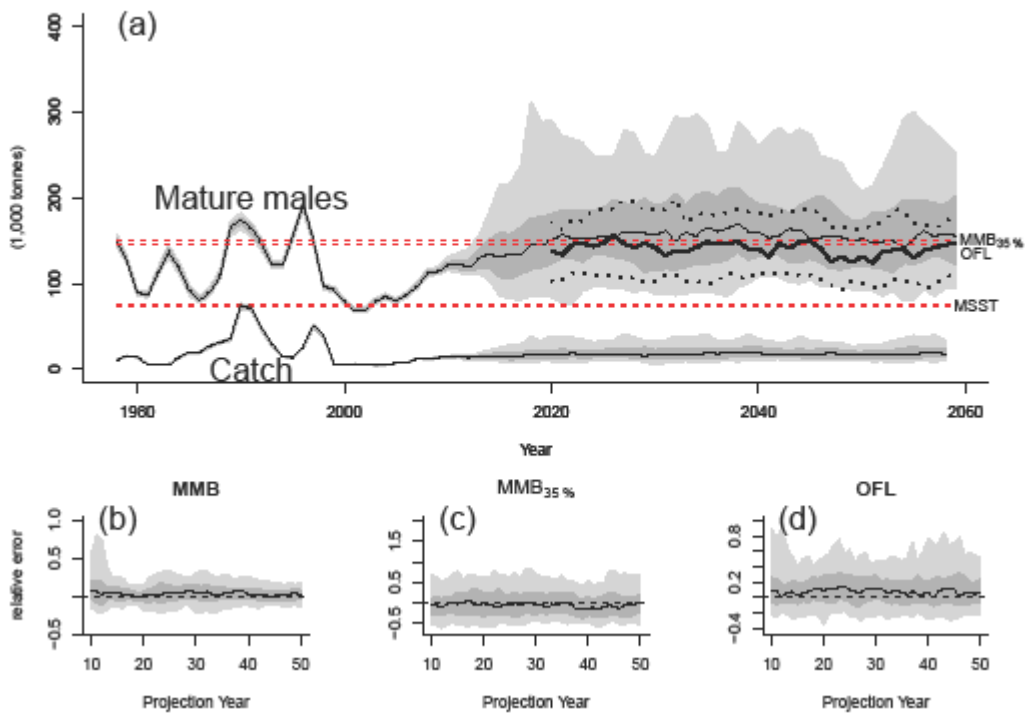 (a)
400
300
200
100
0
(1,000 tonnes)
Mature males
Catch
MMB35 %
OFL
MSST
1980 2000 2020 2040 2060
Year
MMB MMB35 % OFL
(b) (c) (d)
relative error
1.0
0.5
-0.5
1.5
0.5
-0.5
0.8
0.2
-0.4
10 20 30 40 50 10 20 30 40 50 10 20 30 40 50
Projection Year Projection Year Projection Year